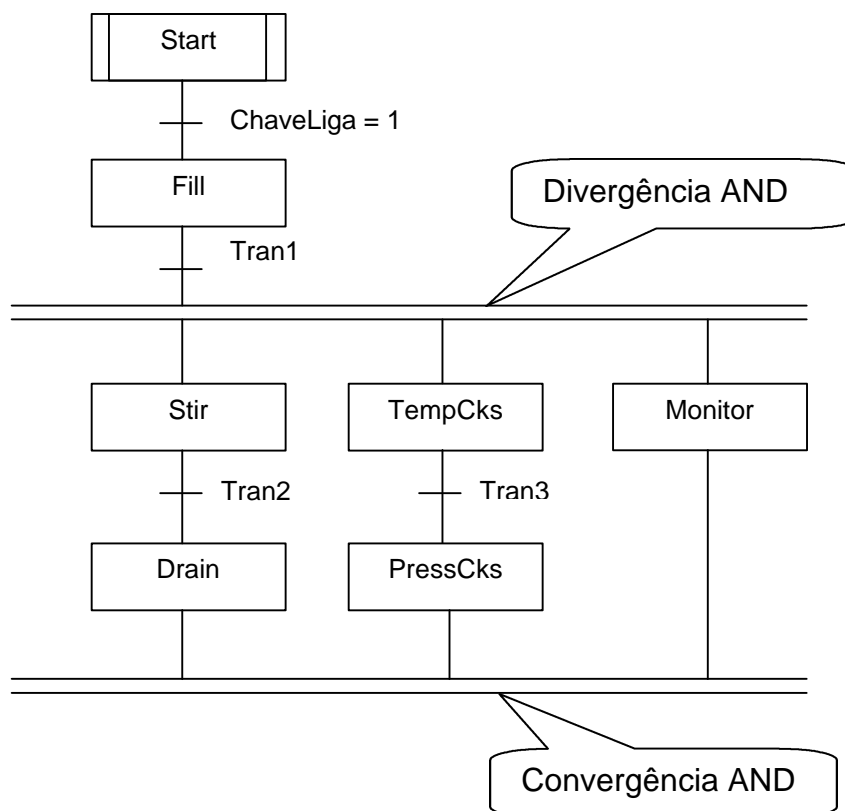 Start
ChaveLiga = 1
Fill
Divergência AND
Tran1
Stir
TempCks
Monitor
Tran2
Tran3
Drain
PressCks
Convergência AND